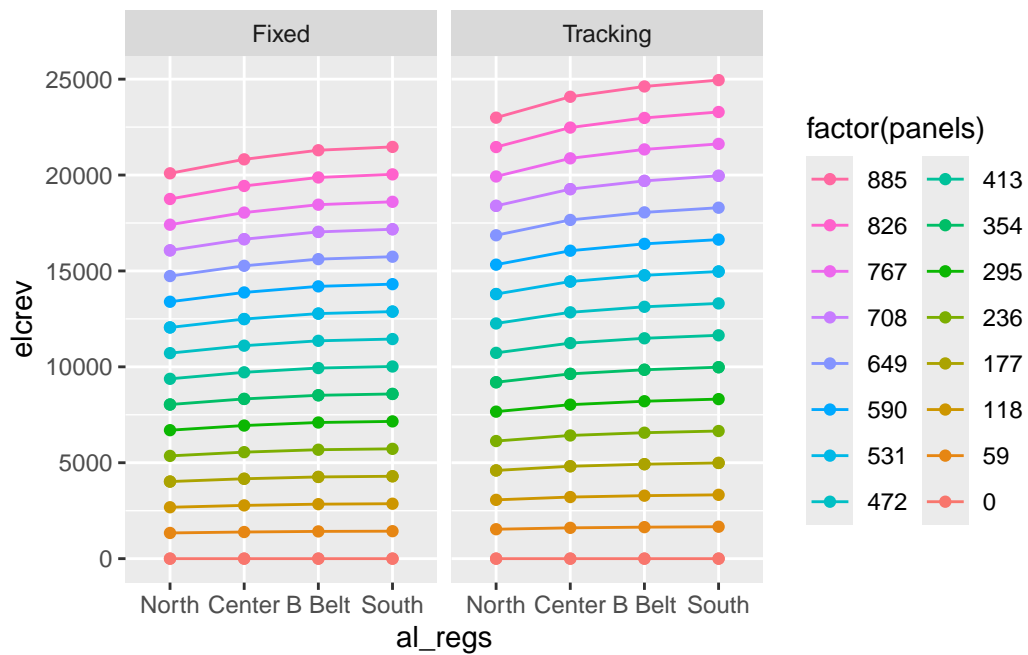 Fixed Tracking
25000
20000
15000
10000
5000
0
elcrev
North Center B Belt South North Center B Belt South
al_regs
factor(panels)
885 413
826 354
767 295
708 236
649 177
590 118
531 59
472 0